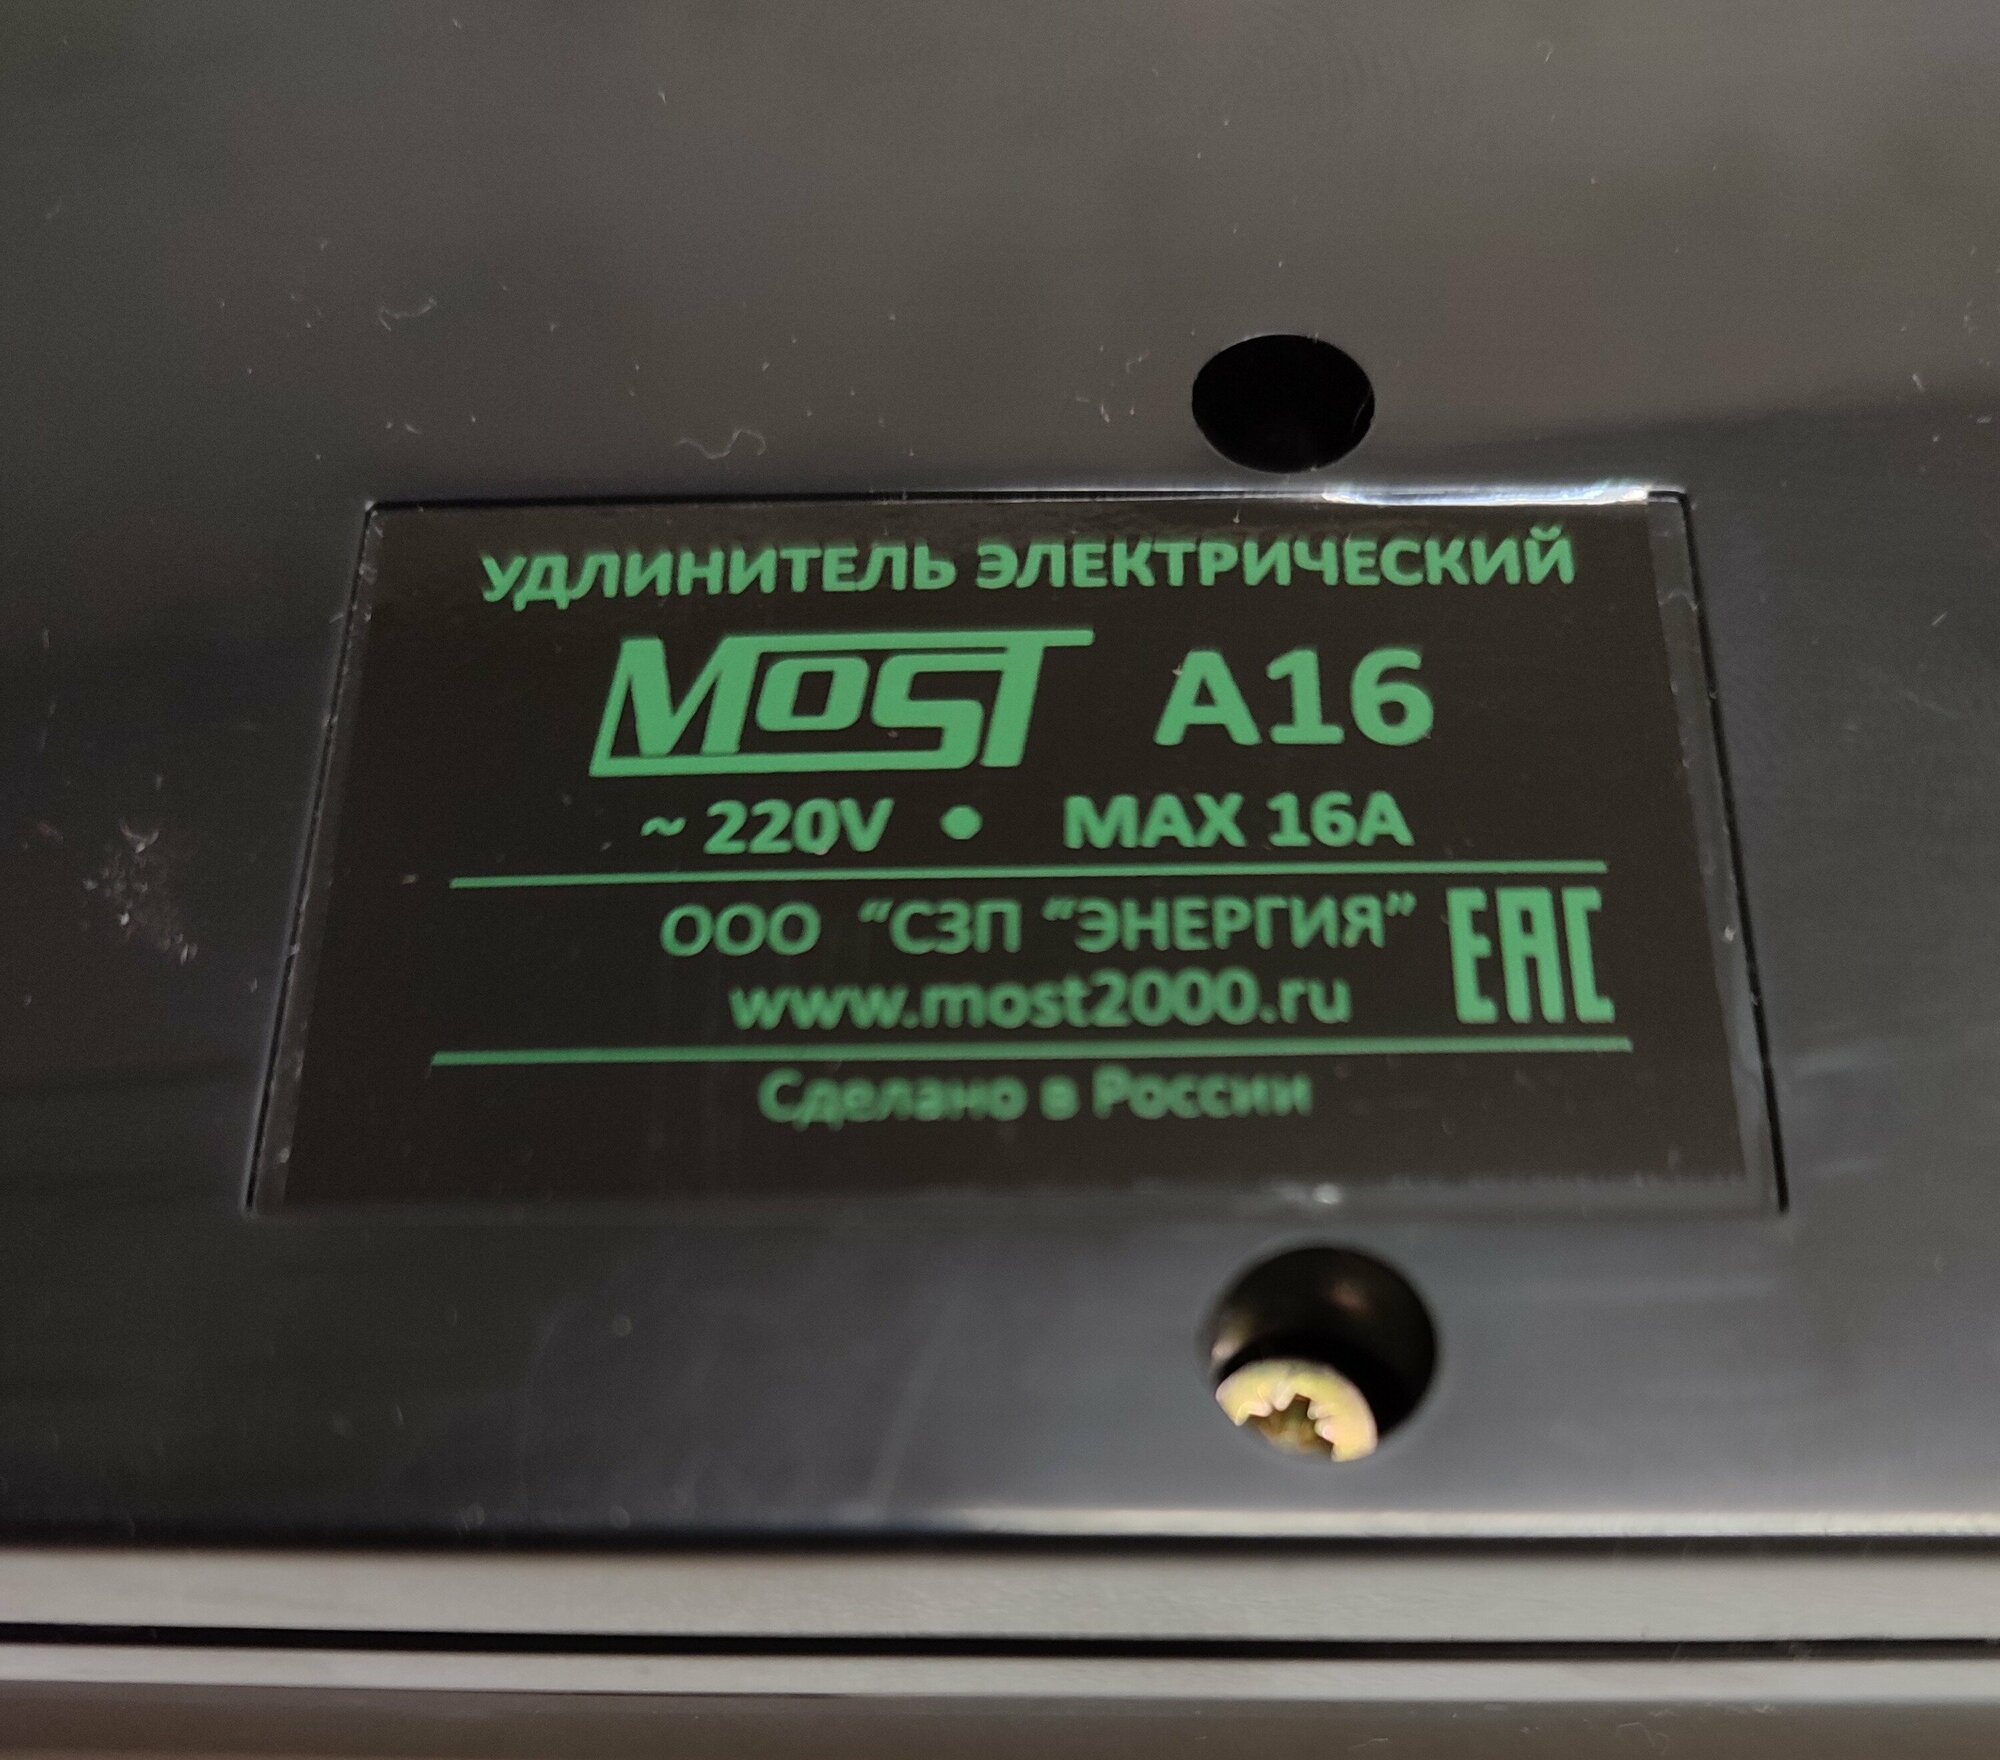 УДЛИНИТЕЛЬ ЭЛЕКТРИЧЕСКИЙ
MOST A16
~ 220V • MAX 16A
ООО “СЗП “ЭНЕРГИЯ”
EAC
www.most2000.ru
Сделано в России